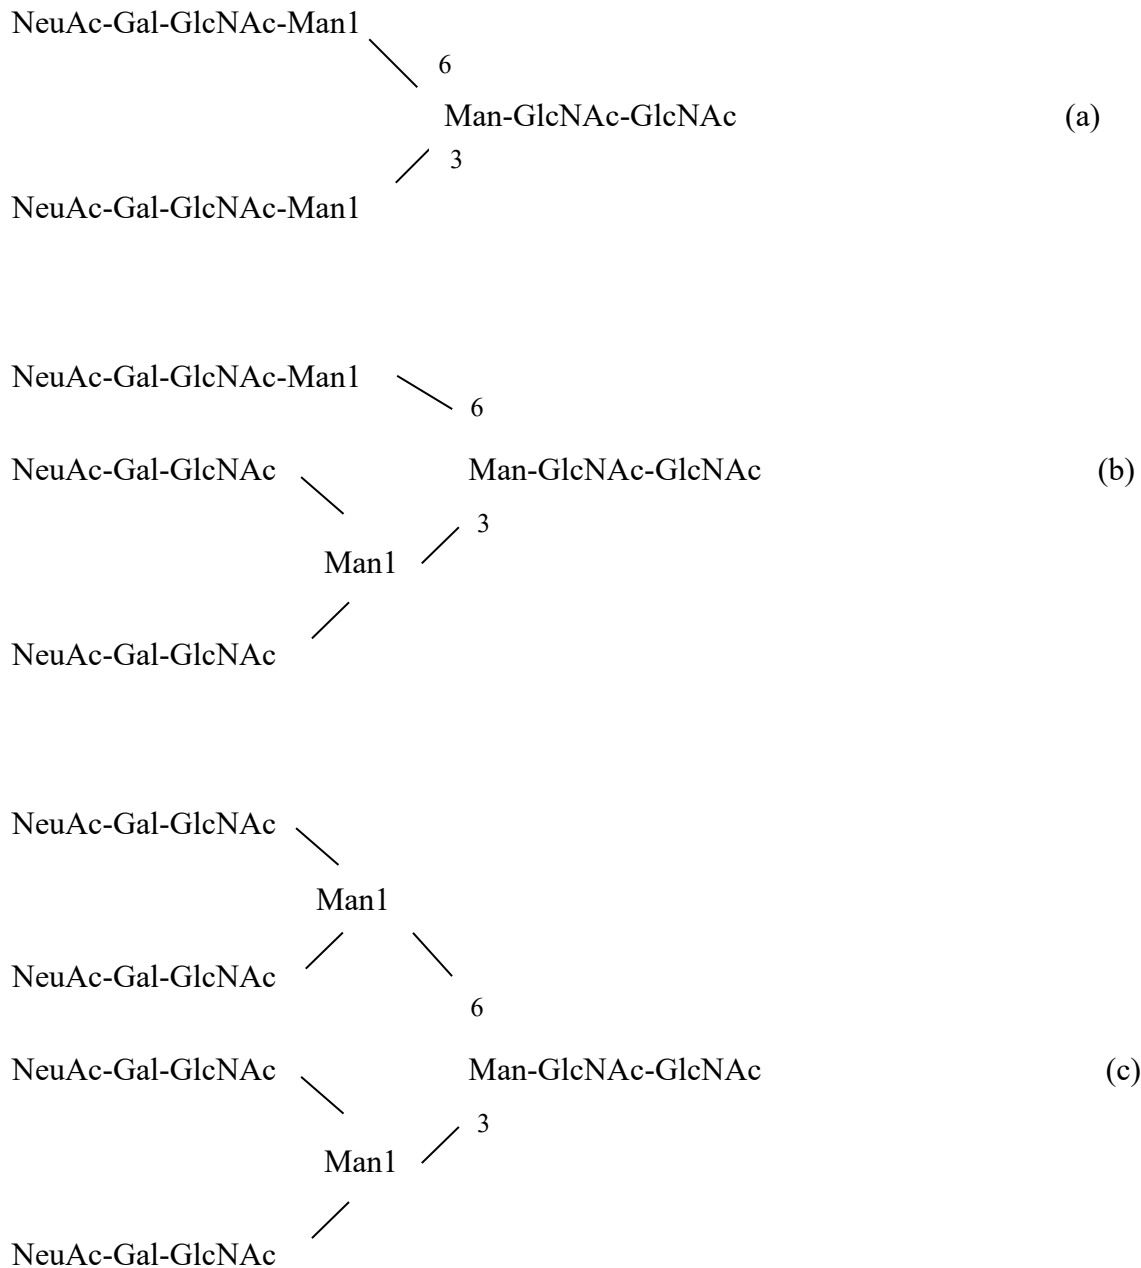 NeuAc-Gal-GlcNAc-Man1
6
Man-GlcNAc-GlcNAc (a)
3
NeuAc-Gal-GlcNAc-Man1
NeuAc-Gal-GlcNAc-Man1
6
NeuAc-Gal-GlcNAc Man-GlcNAc-GlcNAc (b)
3
Man1
NeuAc-Gal-GlcNAc
NeuAc-Gal-GlcNAc
Man1
NeuAc-Gal-GlcNAc
6
NeuAc-Gal-GlcNAc Man-GlcNAc-GlcNAc (c)
3
Man1
NeuAc-Gal-GlcNAc